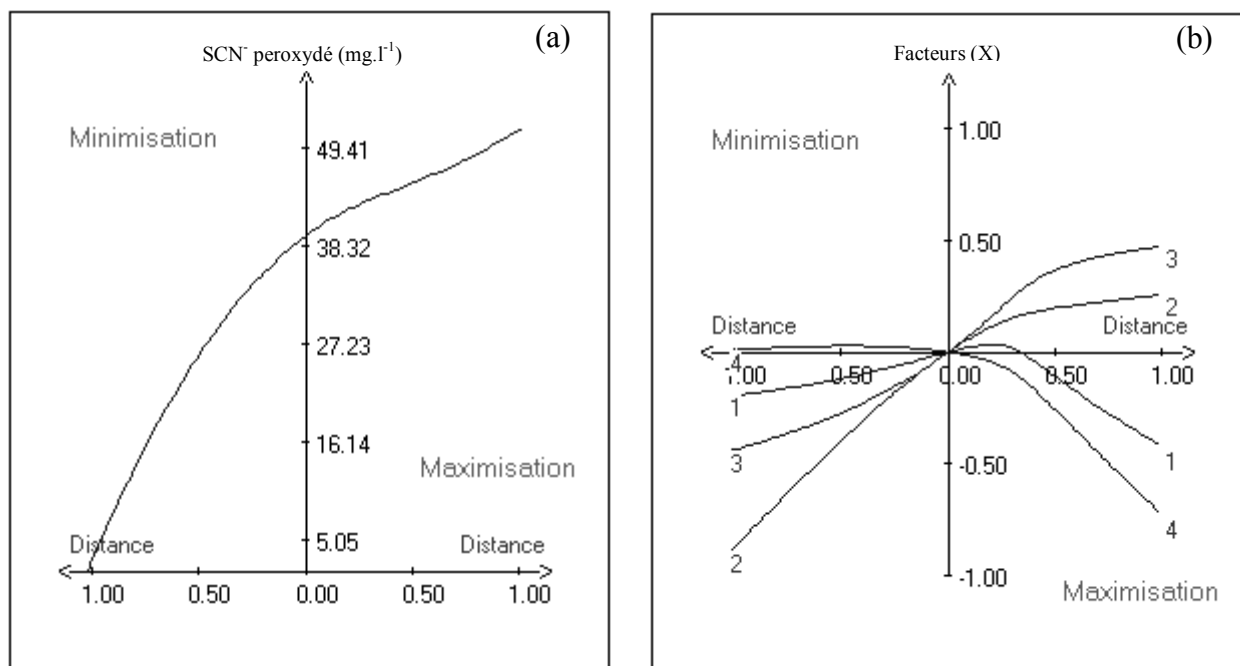 (a)
SCN⁻ peroxydé (mg.l⁻¹)
Minimisation
49.41
38.32
27.23
16.14
Maximisation
5.05
Distance
Distance
1.00 0.50 0.00 0.50 1.00
(b)
Facteurs (X)
Minimisation
1.00
0.50
3
2
Distance
Distance
4
1.00 0.50 0.00 0.50 1.00
1
3
2
-0.50
1
4
-1.00
Maximisation